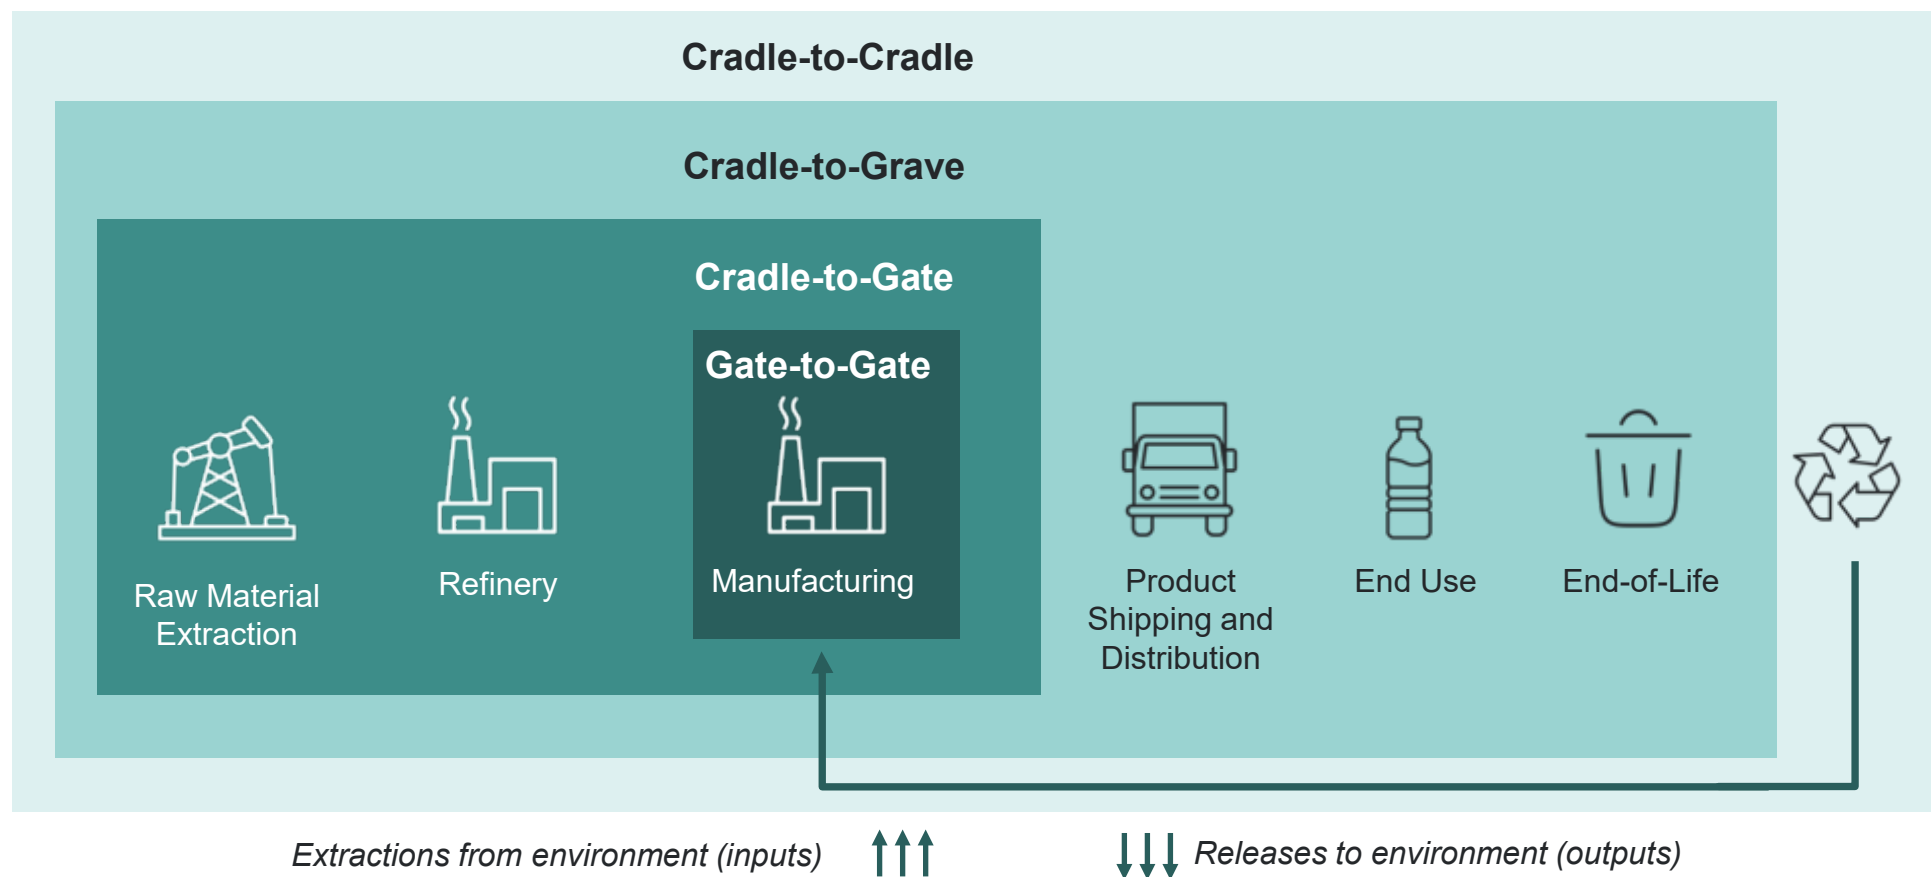 Cradle-to-Cradle
Cradle-to-Grave
Cradle-to-Gate
Gate-to-Gate
Raw Material
Extraction
Refinery
Manufacturing
Product
Shipping and
Distribution
End Use
End-of-Life
Extractions from environment (inputs)
Releases to environment (outputs)